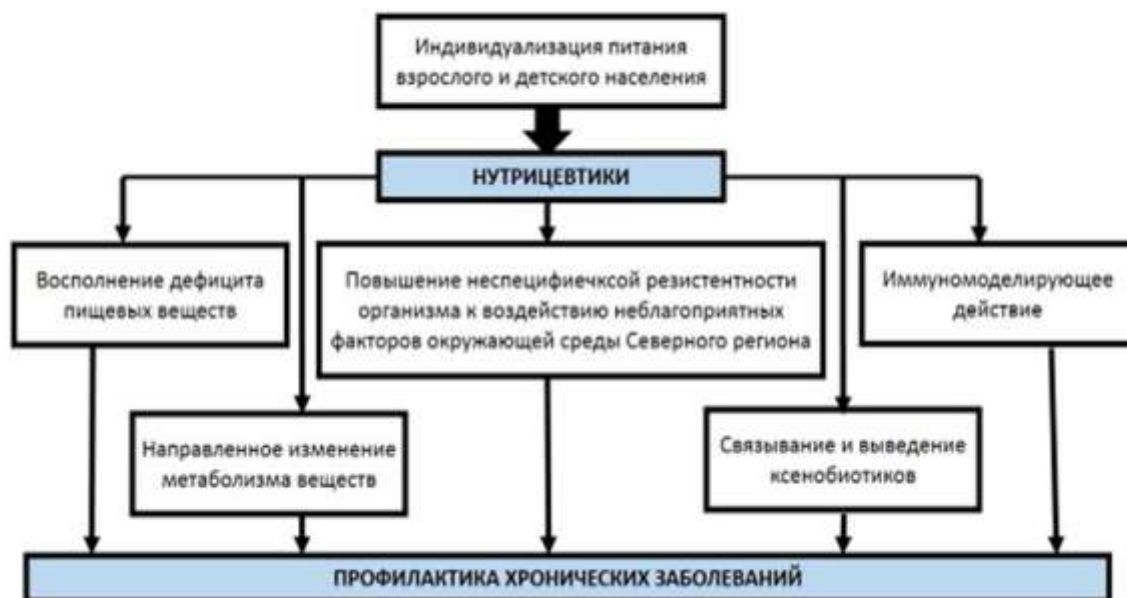 Индивидуализация питания
взрослого и детского населения
НУТРИЦЕВТИКИ
Восполнение дефицита
пищевых веществ
Повышение неспецифиечксой резистентности
организма к воздействию неблагоприятных
факторов окружающей среды Северного региона
Иммуномоделирующее
действие
Направленное изменение
метаболизма веществ
Связывание и выведение
ксенобиотиков
ПРОФИЛАКТИКА ХРОНИЧЕСКИХ ЗАБОЛЕВАНИЙ